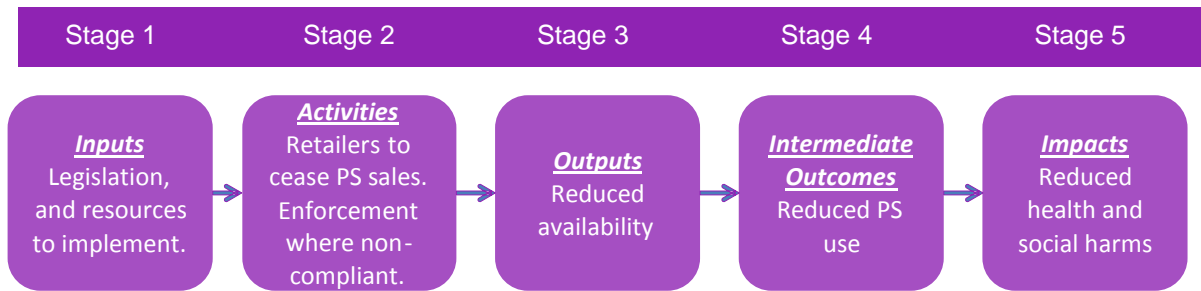 Stage 1
Stage 2
Stage 3
Stage 4
Stage 5
Inputs
Legislation,
and resources
to implement.
Activities
Retailers to
cease PS sales.
Enforcement
where non-
compliant.
Outputs
Reduced
availability
Intermediate
Outcomes
Reduced PS
use
Impacts
Reduced
health and
social harms